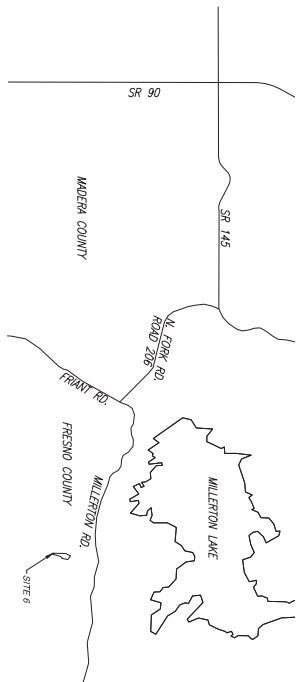 SR 90
SR 145
MADERA COUNTY
N. FORK RD.
ROAD 206
FRIANT RD.
FRESNO COUNTY
MILLERTON RD.
MILLERTON LAKE
SITE 6